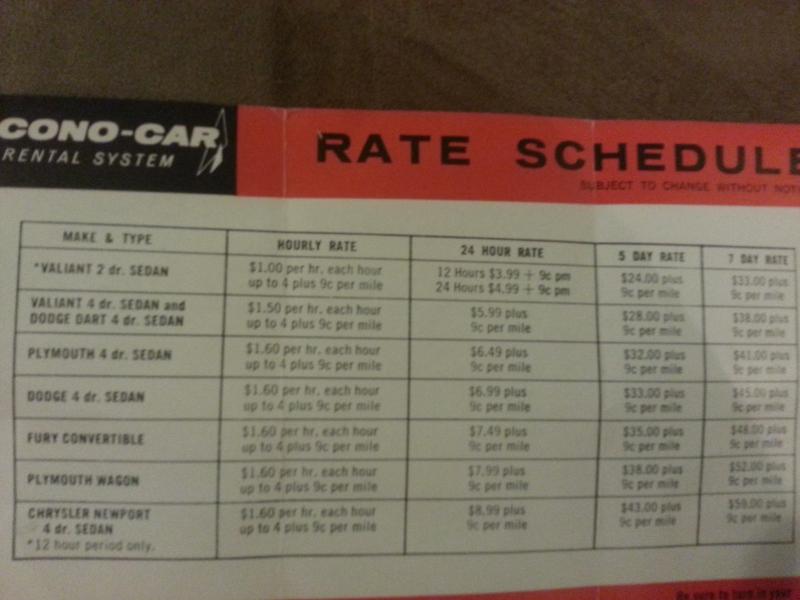 CONO-CAR
RENTAL SYSTEM
RATE SCHEDULE
SUBJECT TO CHANGE WITHOUT NOTI
MAKE & TYPE
HOURLY RATE
24 HOUR RATE
5 DAY RATE
7 DAY RATE
*VALIANT 2 dr. SEDAN
$1.00 per hr. each hour
up to 4 plus 9c per mile
12 Hours $3.99 + 9c pm
24 Hours $4.99 + 9c pm
$24.00 plus
9c per mile
$33.00 plus
9c per mile
VALIANT 4 dr. SEDAN and
DODGE DART 4 dr. SEDAN
$1.50 per hr. each hour
up to 4 plus 9c per mile
$5.99 plus
9c per mile
$28.00 plus
9c per mile
$38.00 plus
9c per mile
PLYMOUTH 4 dr. SEDAN
$1.60 per hr. each hour
up to 4 plus 9c per mile
$6.49 plus
9c per mile
$32.00 plus
9c per mile
$41.00 plus
9c per mile
DODGE 4 dr. SEDAN
$1.60 per hr. each hour
up to 4 plus 9c per mile
$6.99 plus
9c per mile
$33.00 plus
9c per mile
$45.00 plus
9c per mile
FURY CONVERTIBLE
$1.60 per hr. each hour
up to 4 plus 9c per mile
$7.49 plus
9c per mile
$35.00 plus
9c per mile
$48.00 plus
9c per mile
PLYMOUTH WAGON
$1.60 per hr. each hour
up to 4 plus 9c per mile
$7.99 plus
9c per mile
$38.00 plus
9c per mile
$52.00 plus
9c per mile
CHRYSLER NEWPORT
4 dr. SEDAN
*12 hour period only.
$1.60 per hr. each hour
up to 4 plus 9c per mile
$8.99 plus
9c per mile
$43.00 plus
9c per mile
$59.00 plus
9c per mile
Be sure to turn in your